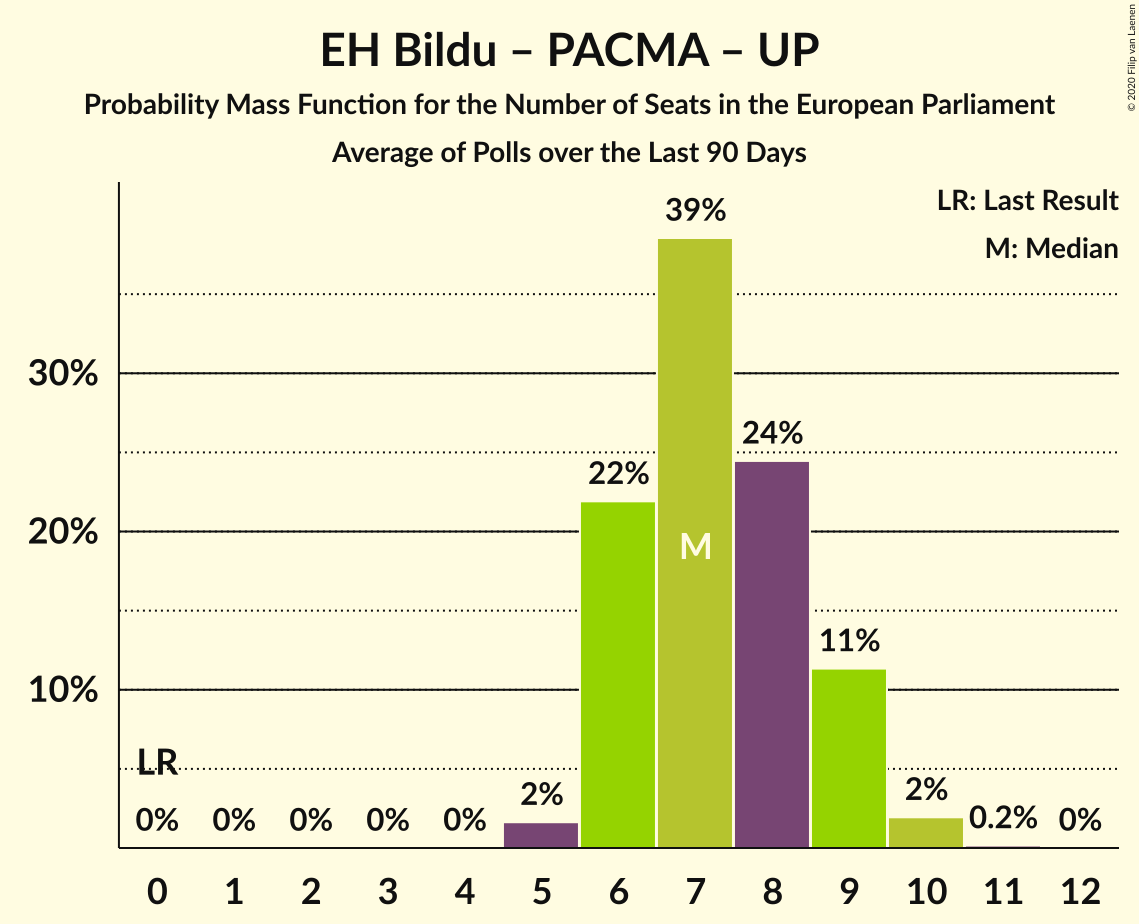 EH Bildu – PACMA – UP
Probability Mass Function for the Number of Seats in the European Parliament
Average of Polls over the Last 90 Days
© 2020 Filip van Laenen
LR: Last Result
M: Median
39%
30%
24%
22%
20%
M
11%
10%
LR
2%
2%
0% 0% 0% 0% 0% 0.2% 0%
0 1 2 3 4 5 6 7 8 9 10 11 12